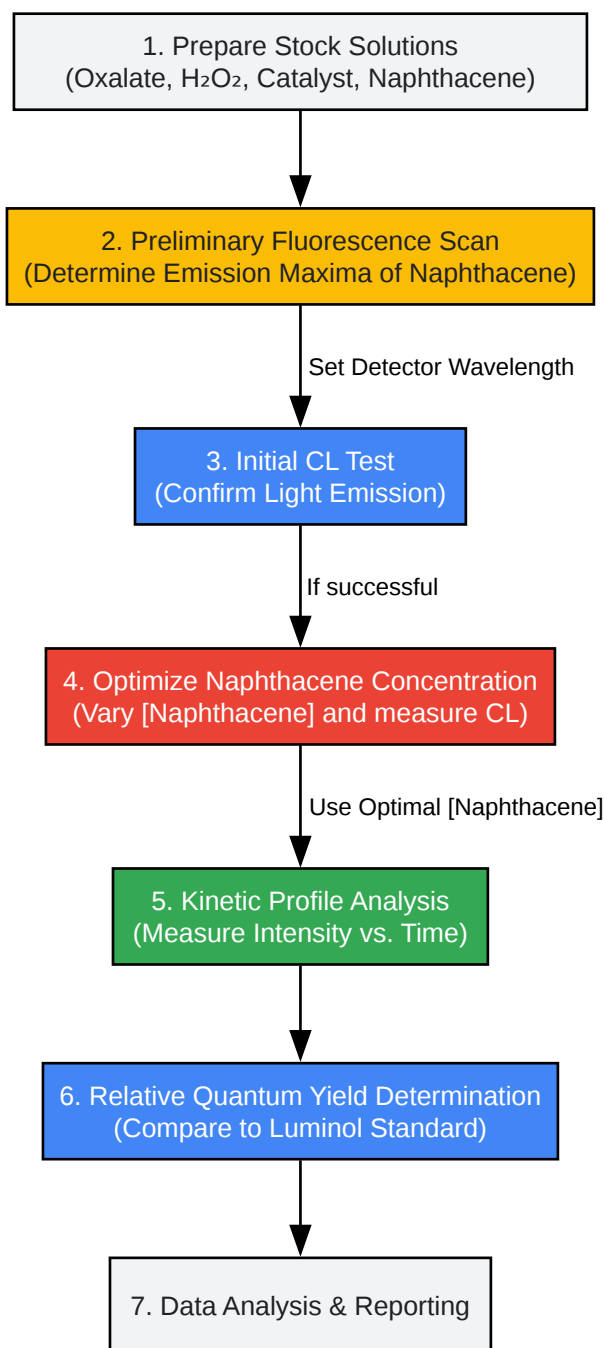 1. Prepare Stock Solutions
(Oxalate, H₂O₂, Catalyst, Naphthacene)
2. Preliminary Fluorescence Scan
(Determine Emission Maxima of Naphthacene)
Set Detector Wavelength
3. Initial CL Test
(Confirm Light Emission)
If successful
4. Optimize Naphthacene Concentration
(Vary [Naphthacene] and measure CL)
Use Optimal [Naphthacene]
5. Kinetic Profile Analysis
(Measure Intensity vs. Time)
6. Relative Quantum Yield Determination
(Compare to Luminol Standard)
7. Data Analysis & Reporting